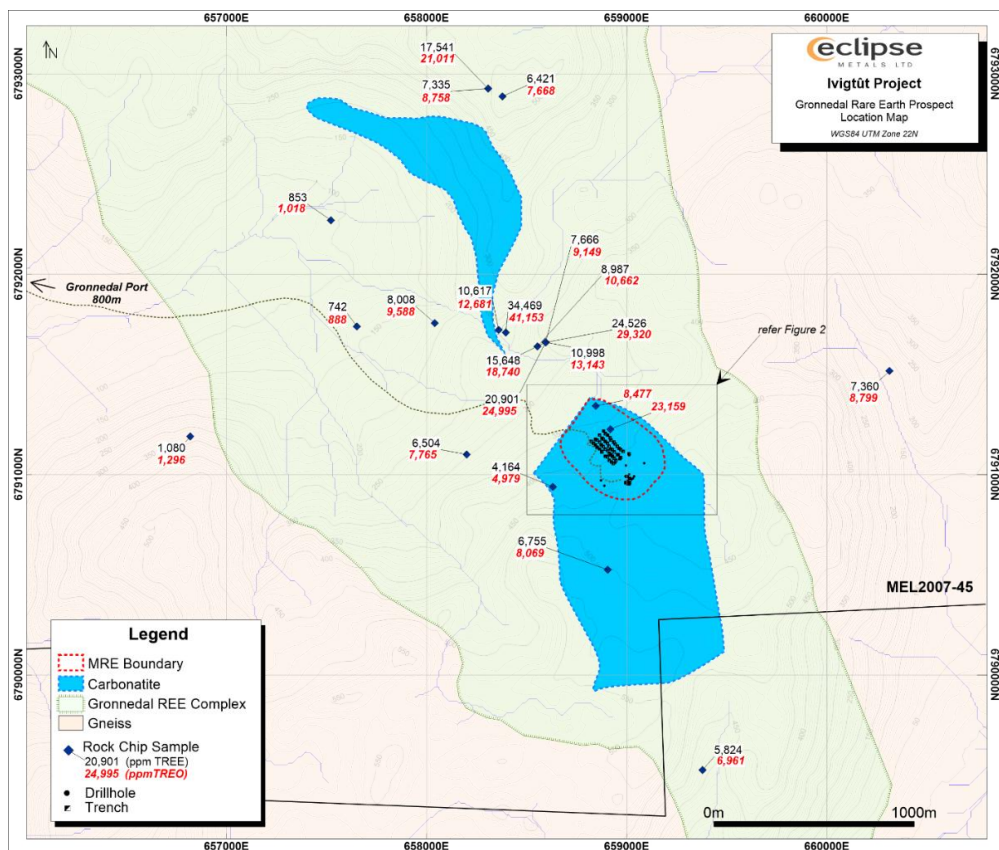 657000E
658000E
659000E
660000E
N
6793000N
6793000N
6792000N
6792000N
6791000N
6791000N
6790000N
6790000N
eclipse
METALS LTD
Ivigtût Project
Gronnedal Rare Earth Prospect
Location Map
WGS84 UTM Zone 22N
17,541
21,011
7,335
8,758
6,421
7,668
853
1,018
7,666
9,149
8,987
10,662
Gronnedal Port
800m
742
888
8,008
9,588
10,617
12,681
34,469
41,153
24,526
29,320
refer Figure 2
15,648
18,740
10,998
13,143
7,360
8,799
20,901
24,995
8,477
23,159
1,080
1,296
6,504
7,765
4,164
4,979
6,755
8,069
MEL2007-45
5,824
6,961
Legend
MRE Boundary
Carbonatite
Gronnedal REE Complex
Gneiss
Rock Chip Sample
20,901 (ppm TREE)
24,995 (ppmTREO)
Drillhole
Trench
0m
1000m
657000E
658000E
659000E
660000E